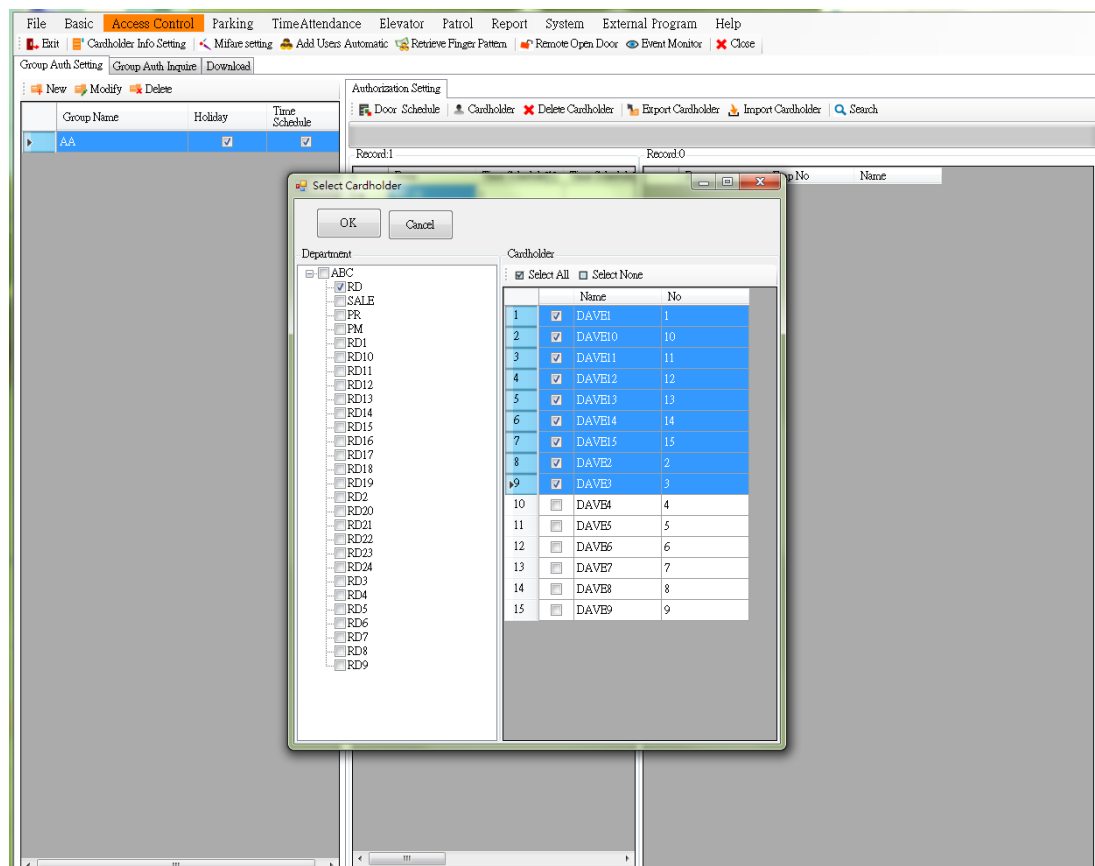 File Basic Access Control Parking TimeAttendance Elevator Patrol Report System External Program Help
Exit Cardholder Info Setting Mifare setting Add Users Automatic Retrieve Finger Pattern Remote Open Door Event Monitor Close
Group Auth Setting Group Auth Inquire Download
New Modify Delete
Authorization Setting
Group Name Holiday Time Schedule
Door Schedule Cardholder Delete Cardholder Export Cardholder Import Cardholder Search
AA
Record:1 Record:0
No Name
Select Cardholder
OK Cancel
Department
ABC
RD
SALE
PR
PM
RD1
RD10
RD11
RD12
RD13
RD14
RD15
RD16
RD17
RD18
RD19
RD2
RD20
RD21
RD22
RD23
RD24
RD3
RD4
RD5
RD6
RD7
RD8
RD9
Cardholder
Select All Select None
Name No
1 DAVE1 1
2 DAVE10 10
3 DAVE11 11
4 DAVE12 12
5 DAVE13 13
6 DAVE14 14
7 DAVE15 15
8 DAVE2 2
9 DAVE3 3
10 DAVE4 4
11 DAVE5 5
12 DAVE6 6
13 DAVE7 7
14 DAVE8 8
15 DAVE9 9